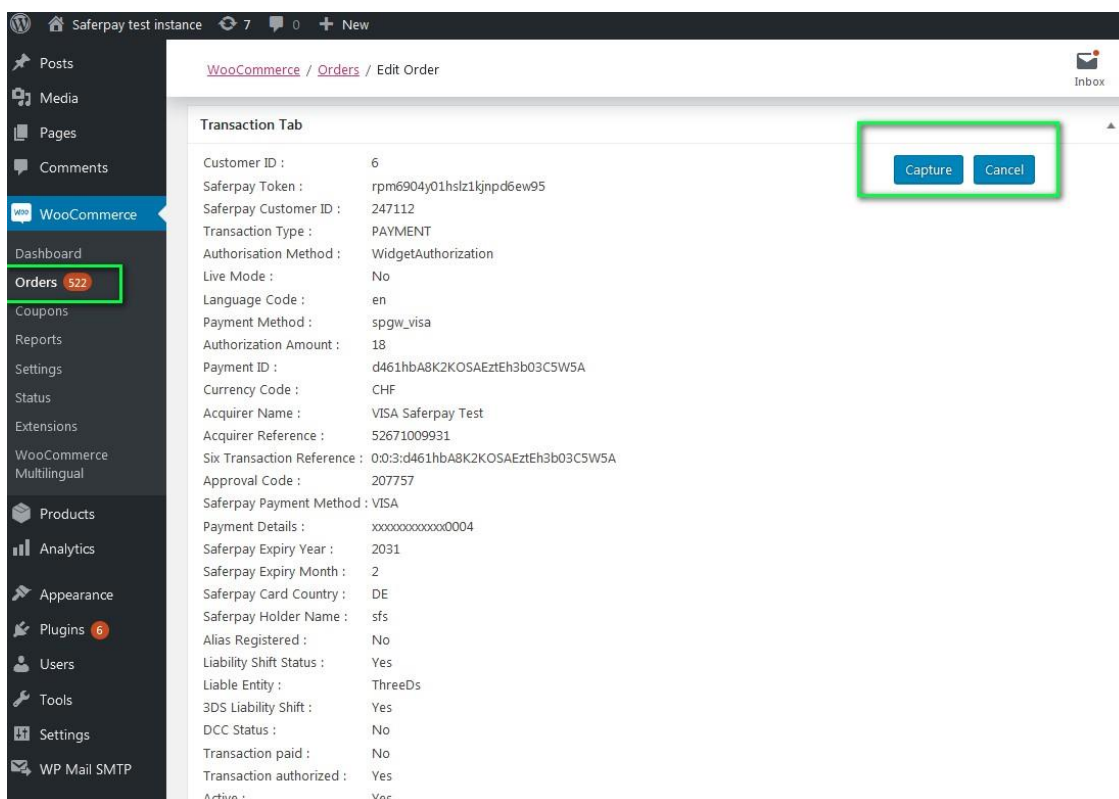 Saferpay test instance 7 0 + New
Posts
Media
Pages
Comments
WooCommerce
Dashboard
Orders 522
Coupons
Reports
Settings
Status
Extensions
WooCommerce
Multilingual
Products
Analytics
Appearance
Plugins 6
Users
Tools
Settings
WP Mail SMTP
WooCommerce / Orders / Edit Order
Inbox
Transaction Tab
Capture Cancel
Customer ID : 6
Saferpay Token : rpm6904y01hslz1kjnpd6ew95
Saferpay Customer ID : 247112
Transaction Type : PAYMENT
Authorisation Method : WidgetAuthorization
Live Mode : No
Language Code : en
Payment Method : spgw_visa
Authorization Amount : 18
Payment ID : d461hbA8K2KOSAEztEh3b03C5W5A
Currency Code : CHF
Acquirer Name : VISA Saferpay Test
Acquirer Reference : 52671009931
Six Transaction Reference : 0:0:3:d461hbA8K2KOSAEztEh3b03C5W5A
Approval Code : 207757
Saferpay Payment Method : VISA
Payment Details : xxxxxxxxxxxx0004
Saferpay Expiry Year : 2031
Saferpay Expiry Month : 2
Saferpay Card Country : DE
Saferpay Holder Name : sfs
Alias Registered : No
Liability Shift Status : Yes
Liable Entity : ThreeDs
3DS Liability Shift : Yes
DCC Status : No
Transaction paid : No
Transaction authorized : Yes
Active : Yes